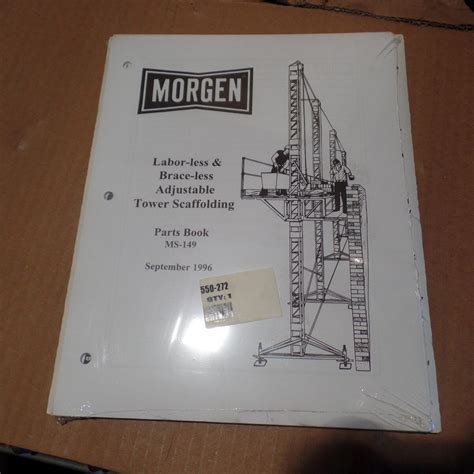 MORGEN
Labor-less &
Brace-less
Adjustable
Tower Scaffolding
Parts Book
MS-149
September 1996
550-272
QTY: 1